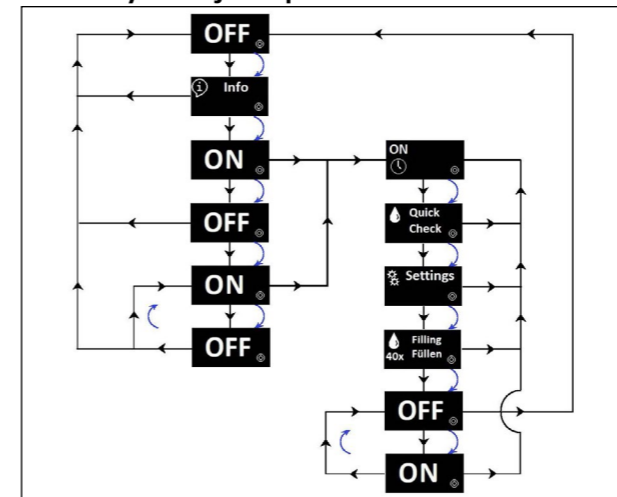 OFF
Info
ON
OFF
ON
OFF
ON
Quick
Check
Settings
Filling
40x Füllen
OFF
ON